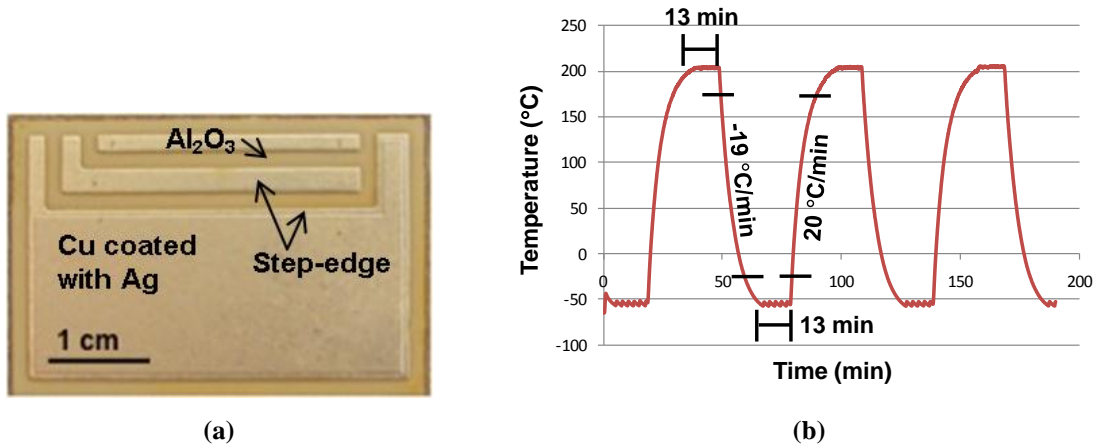 Al₂O₃
Cu coated
with Ag
Step-edge
1 cm
(a)
13 min
250
200
150
100
50
0
-50
-100
0
50
100
150
200
-19 °C/min
20 °C/min
13 min
Temperature (°C)
Time (min)
(b)